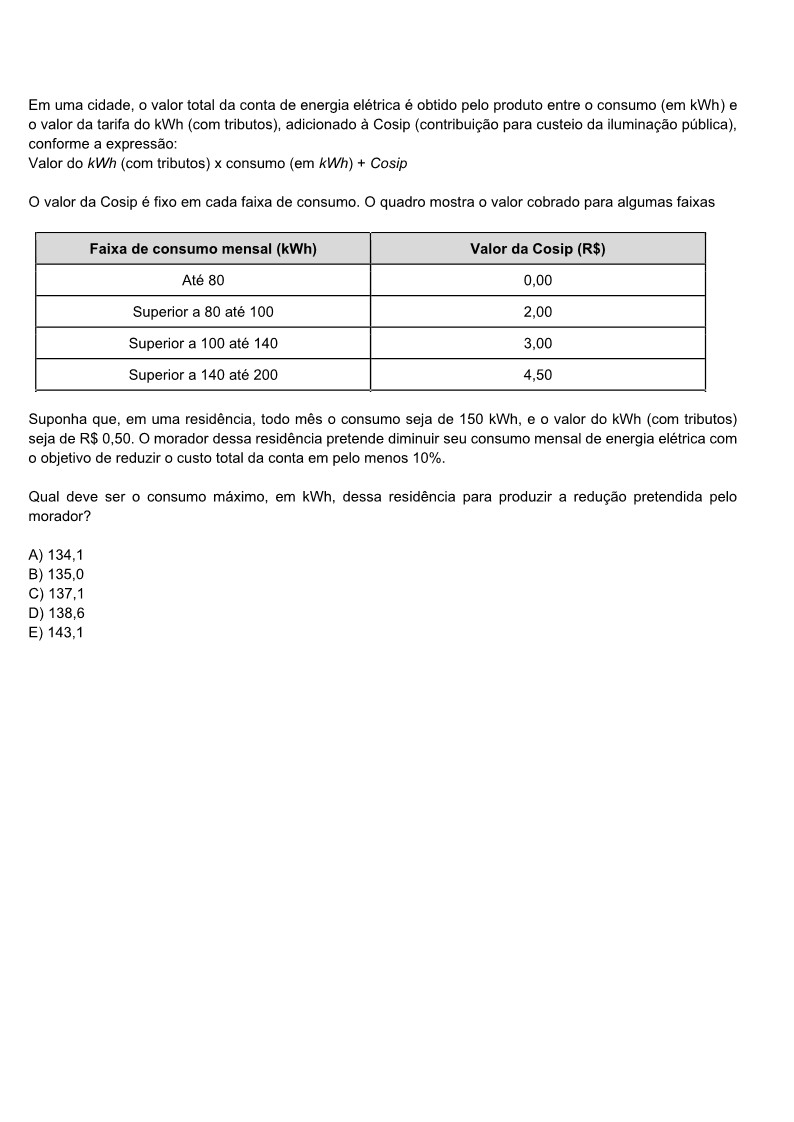 Em uma cidade, o valor total da conta de energia elétrica é obtido pelo produto entre o consumo (em kWh) e
o valor da tarifa do kWh (com tributos), adicionado à Cosip (contribuição para custeio da iluminação pública),
conforme a expressão:
Valor do kWh (com tributos) x consumo (em kWh) + Cosip
O valor da Cosip é fixo em cada faixa de consumo. O quadro mostra o valor cobrado para algumas faixas
Faixa de consumo mensal (kWh) Valor da Cosip (R$)
Até 80 0,00
Superior a 80 até 100 2,00
Superior a 100 até 140 3,00
Superior a 140 até 200 4,50
Suponha que, em uma residência, todo mês o consumo seja de 150 kWh, e o valor do kWh (com tributos)
seja de R$ 0,50. O morador dessa residência pretende diminuir seu consumo mensal de energia elétrica com
o objetivo de reduzir o custo total da conta em pelo menos 10%.
Qual deve ser o consumo máximo, em kWh, dessa residência para produzir a redução pretendida pelo
morador?
A) 134,1
B) 135,0
C) 137,1
D) 138,6
E) 143,1